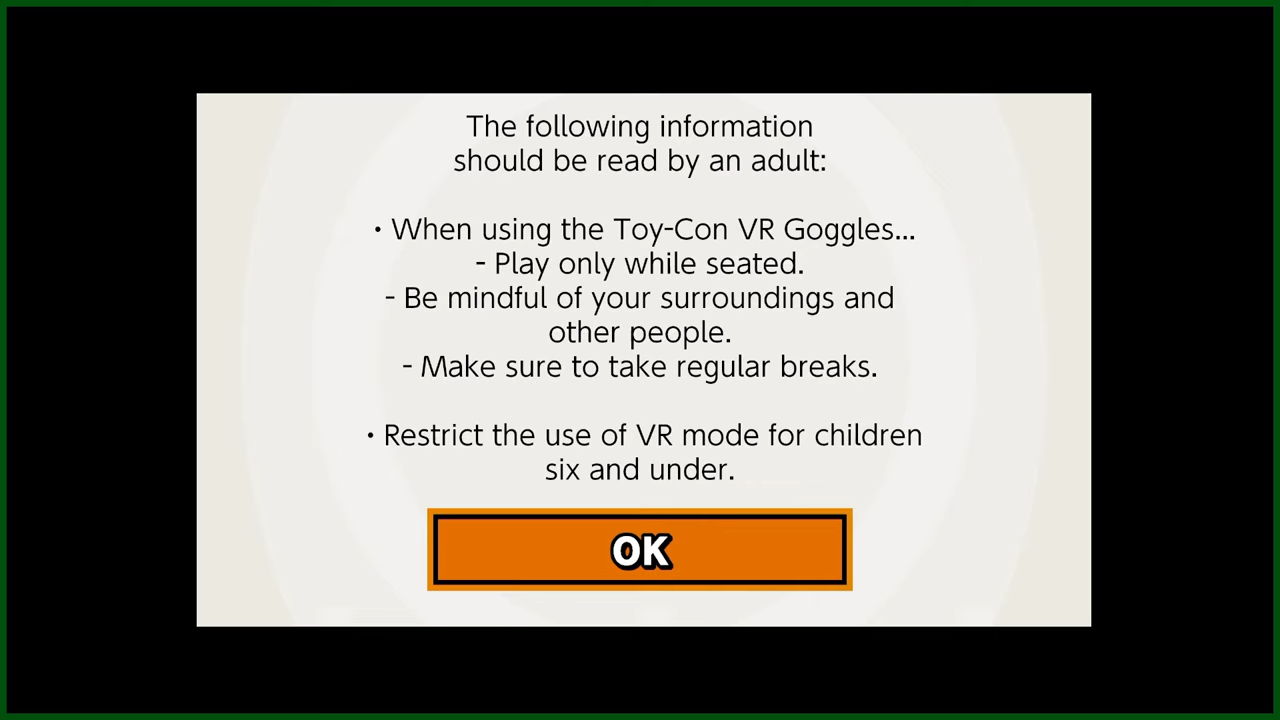 The following information
should be read by an adult:
• When using the Toy-Con VR Goggles...
- Play only while seated.
- Be mindful of your surroundings and
other people.
- Make sure to take regular breaks.
• Restrict the use of VR mode for children
six and under.
OK